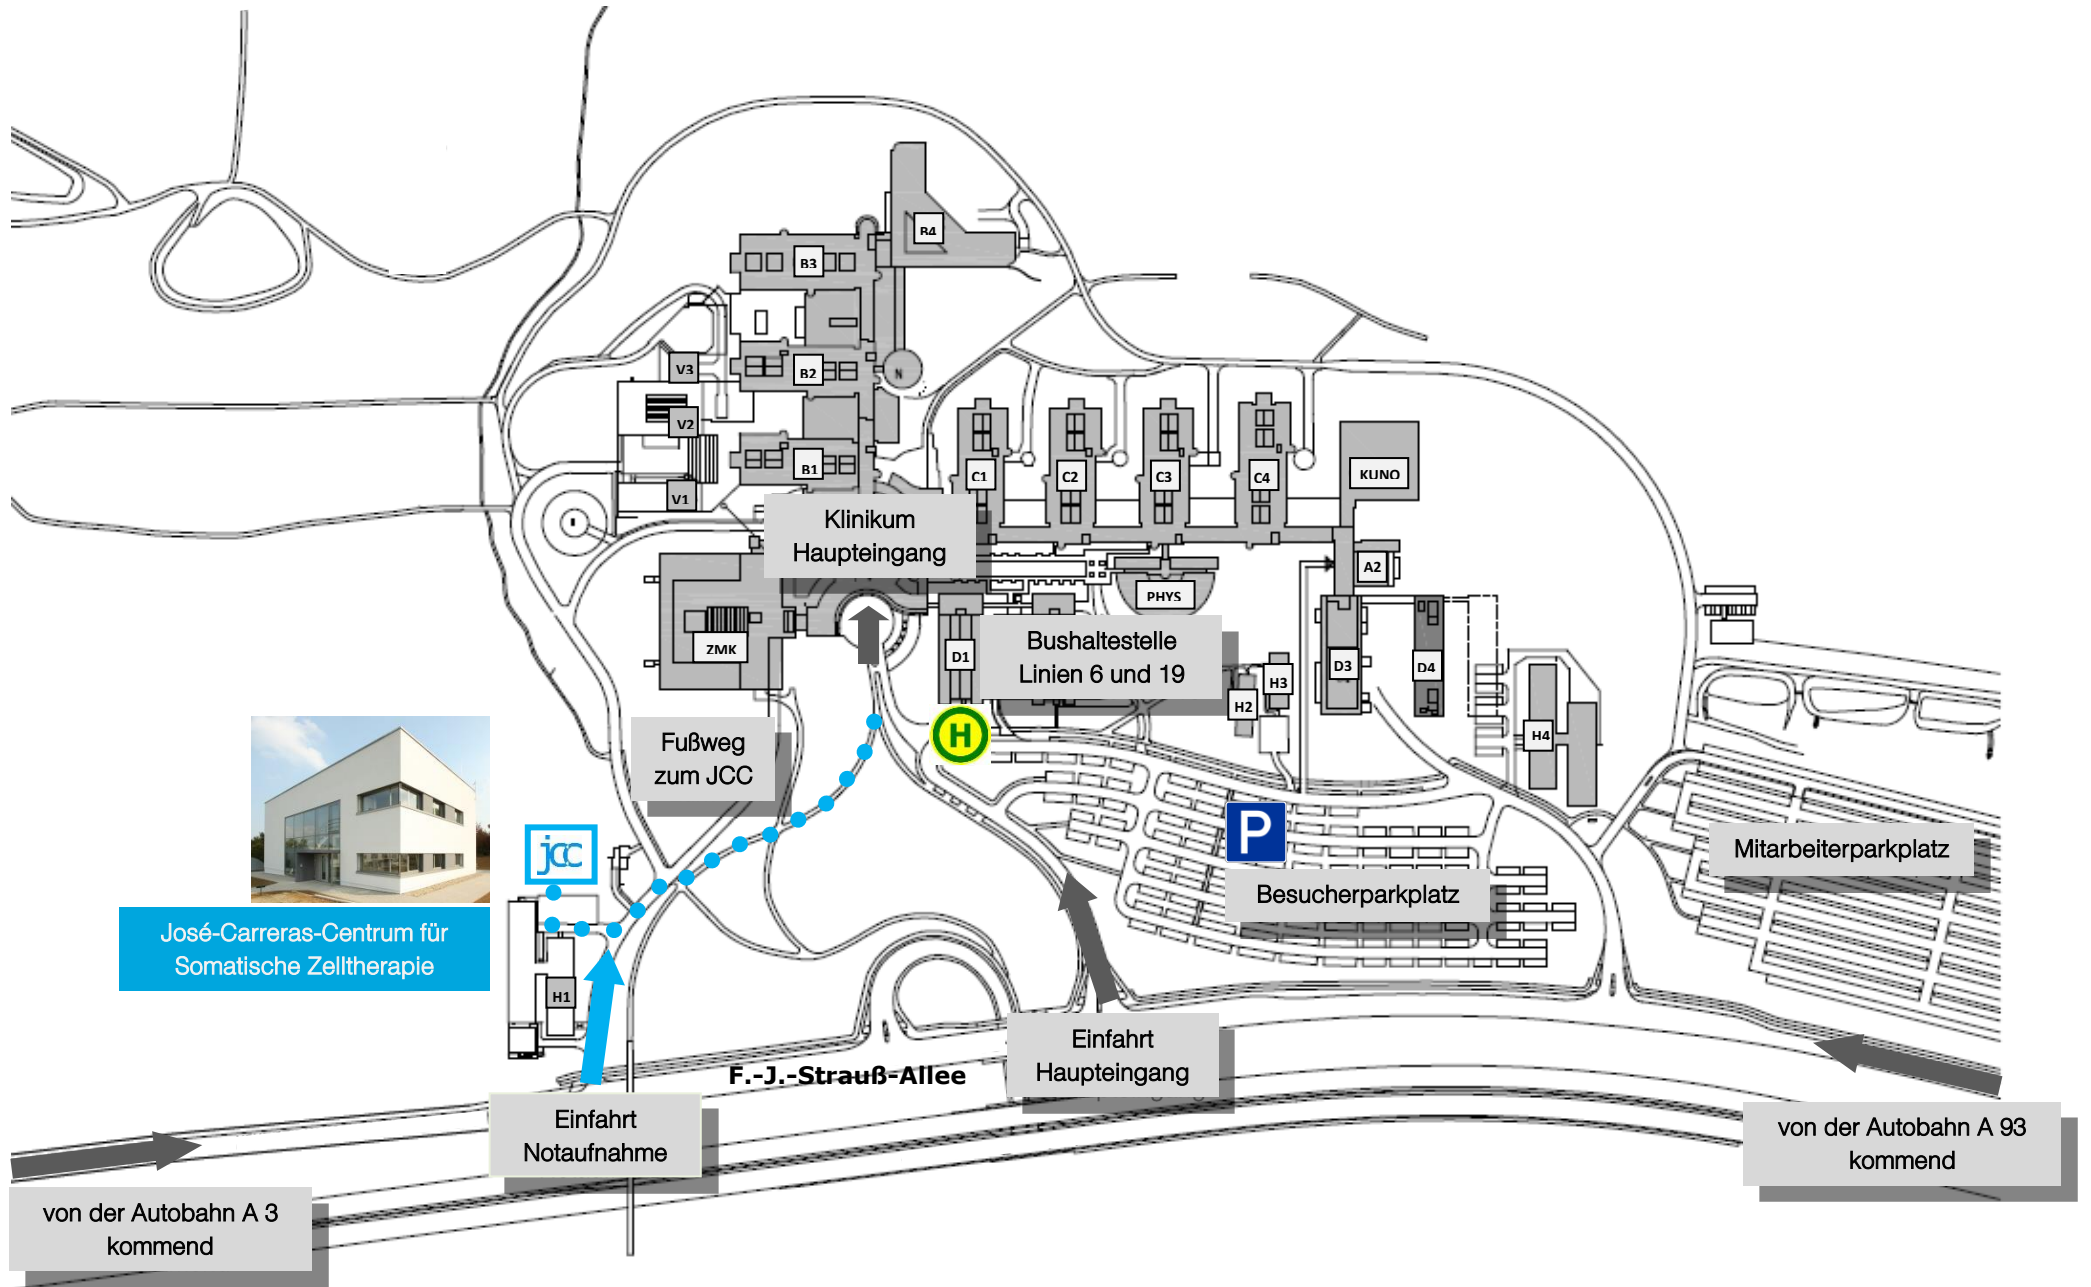 B4
B3
V3
B2
N
V2
B1
C1
C2
C3
C4
KUNO
V1
Klinikum
Haupteingang
A2
PHYS
ZMK
D1
Bushaltestelle
Linien 6 und 19
H3
D3
D4
H2
H4
H
Fußweg
zum JCC
P
jcc
Mitarbeiterparkplatz
Besucherparkplatz
José-Carreras-Centrum für
Somatische Zelltherapie
H1
Einfahrt
Haupteingang
F.-J.-Strauß-Allee
Einfahrt
Notaufnahme
von der Autobahn A 93
kommend
von der Autobahn A 3
kommend